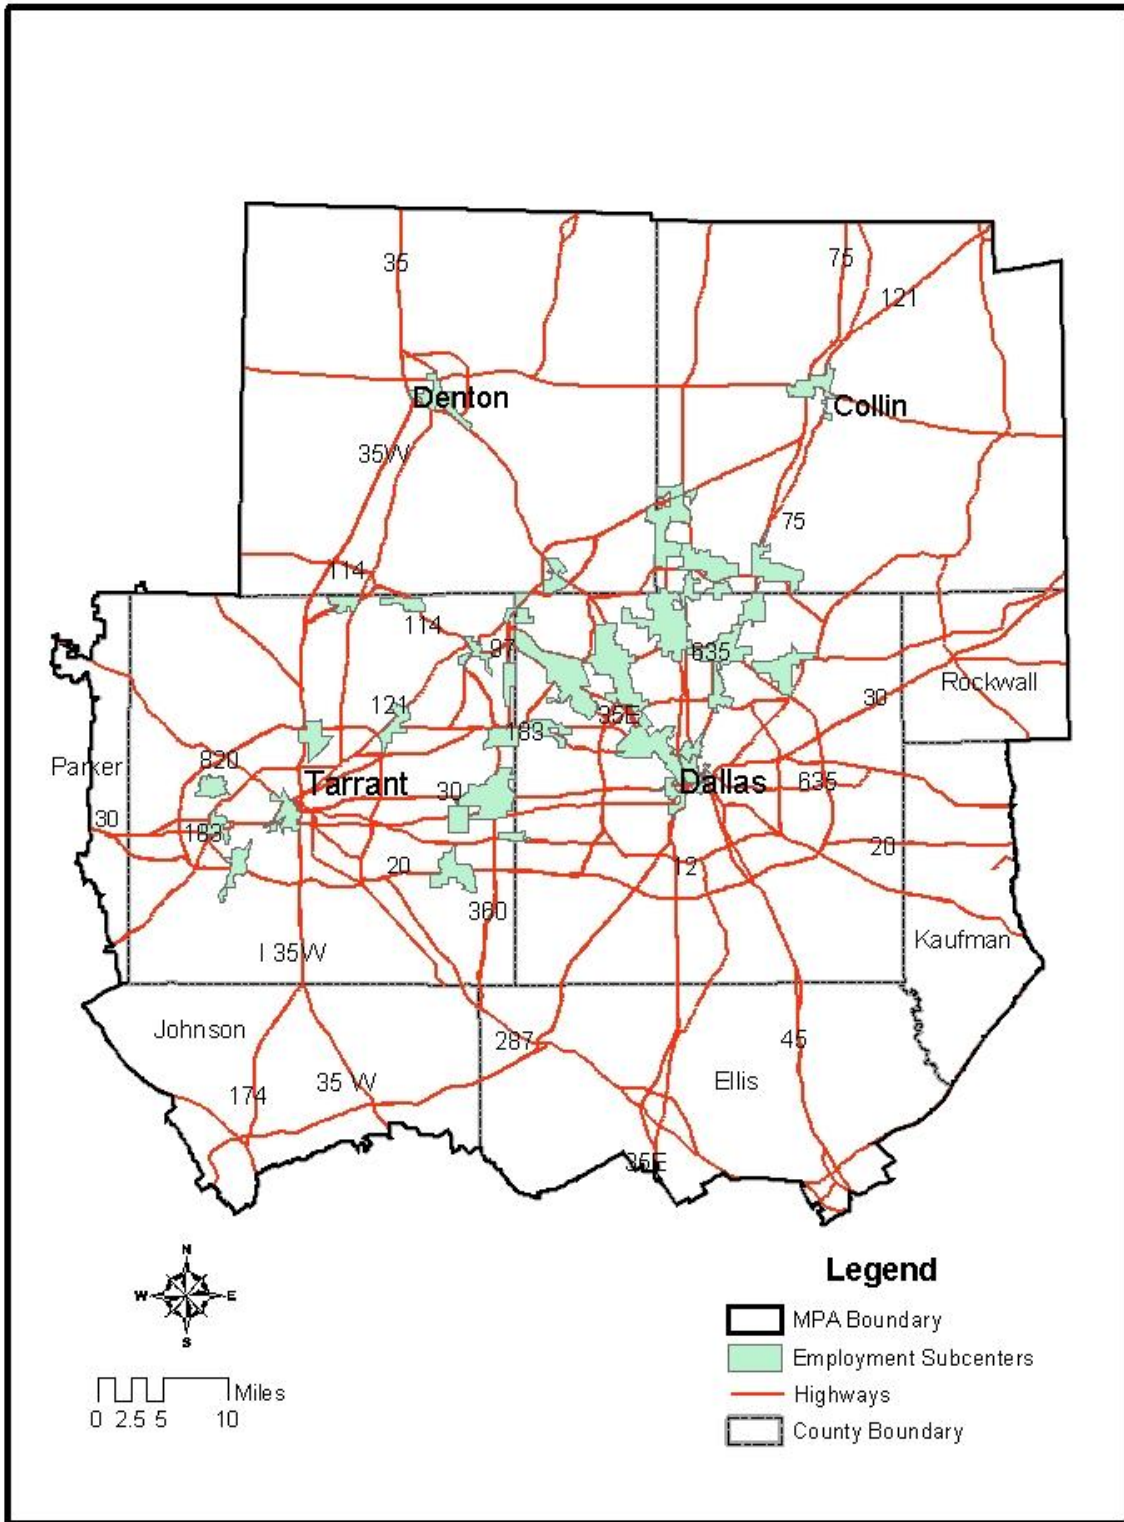 35
75
121
Denton
Collin
35W
75
114
114
97
635
Rockwall
121
183
35E
30
Parker
820
Tarrant
30
Dallas
635
30
183
20
12
20
360
Kaufman
I 35W
Johnson
287
45
174
35 W
Ellis
35E
N
W
E
S
Legend
MPA Boundary
Employment Subcenters
Highways
County Boundary
Miles
0 2.5 5 10